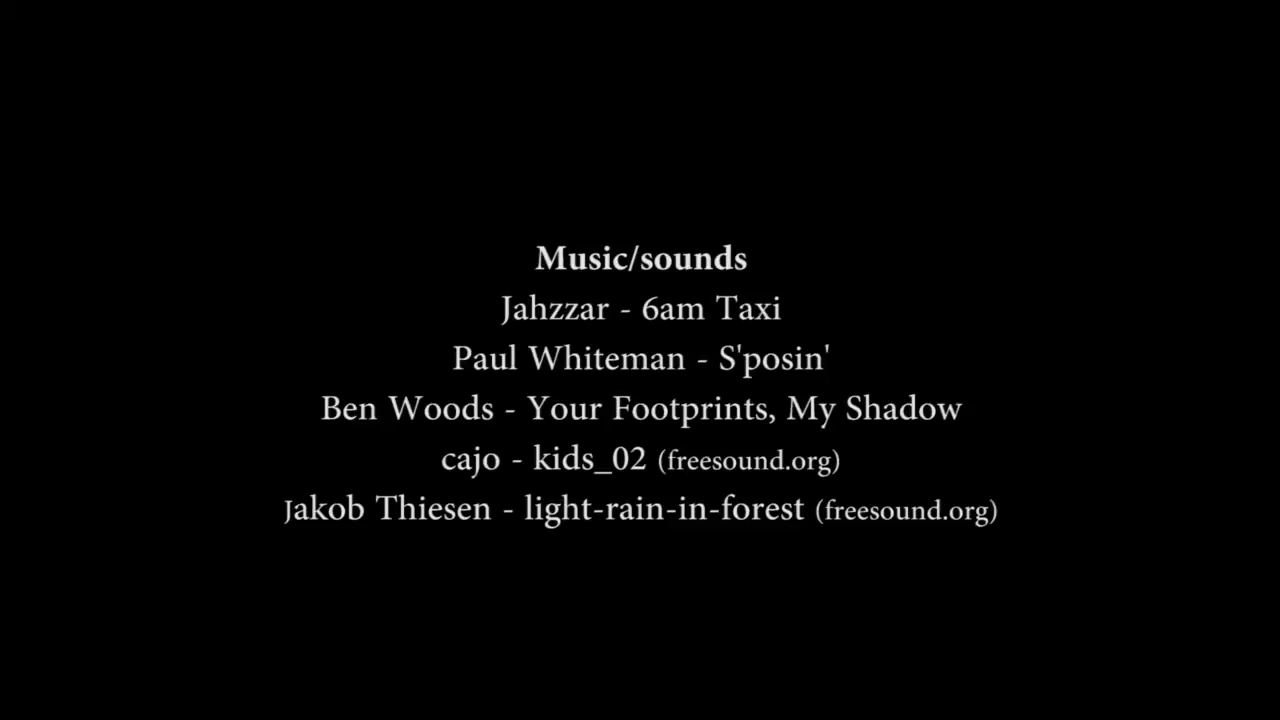 Music/sounds
Jahzzar - 6am Taxi
Paul Whiteman - S'posin'
Ben Woods - Your Footprints, My Shadow
cajo - kids_02 (freesound.org)
Jakob Thiesen - light-rain-in-forest (freesound.org)